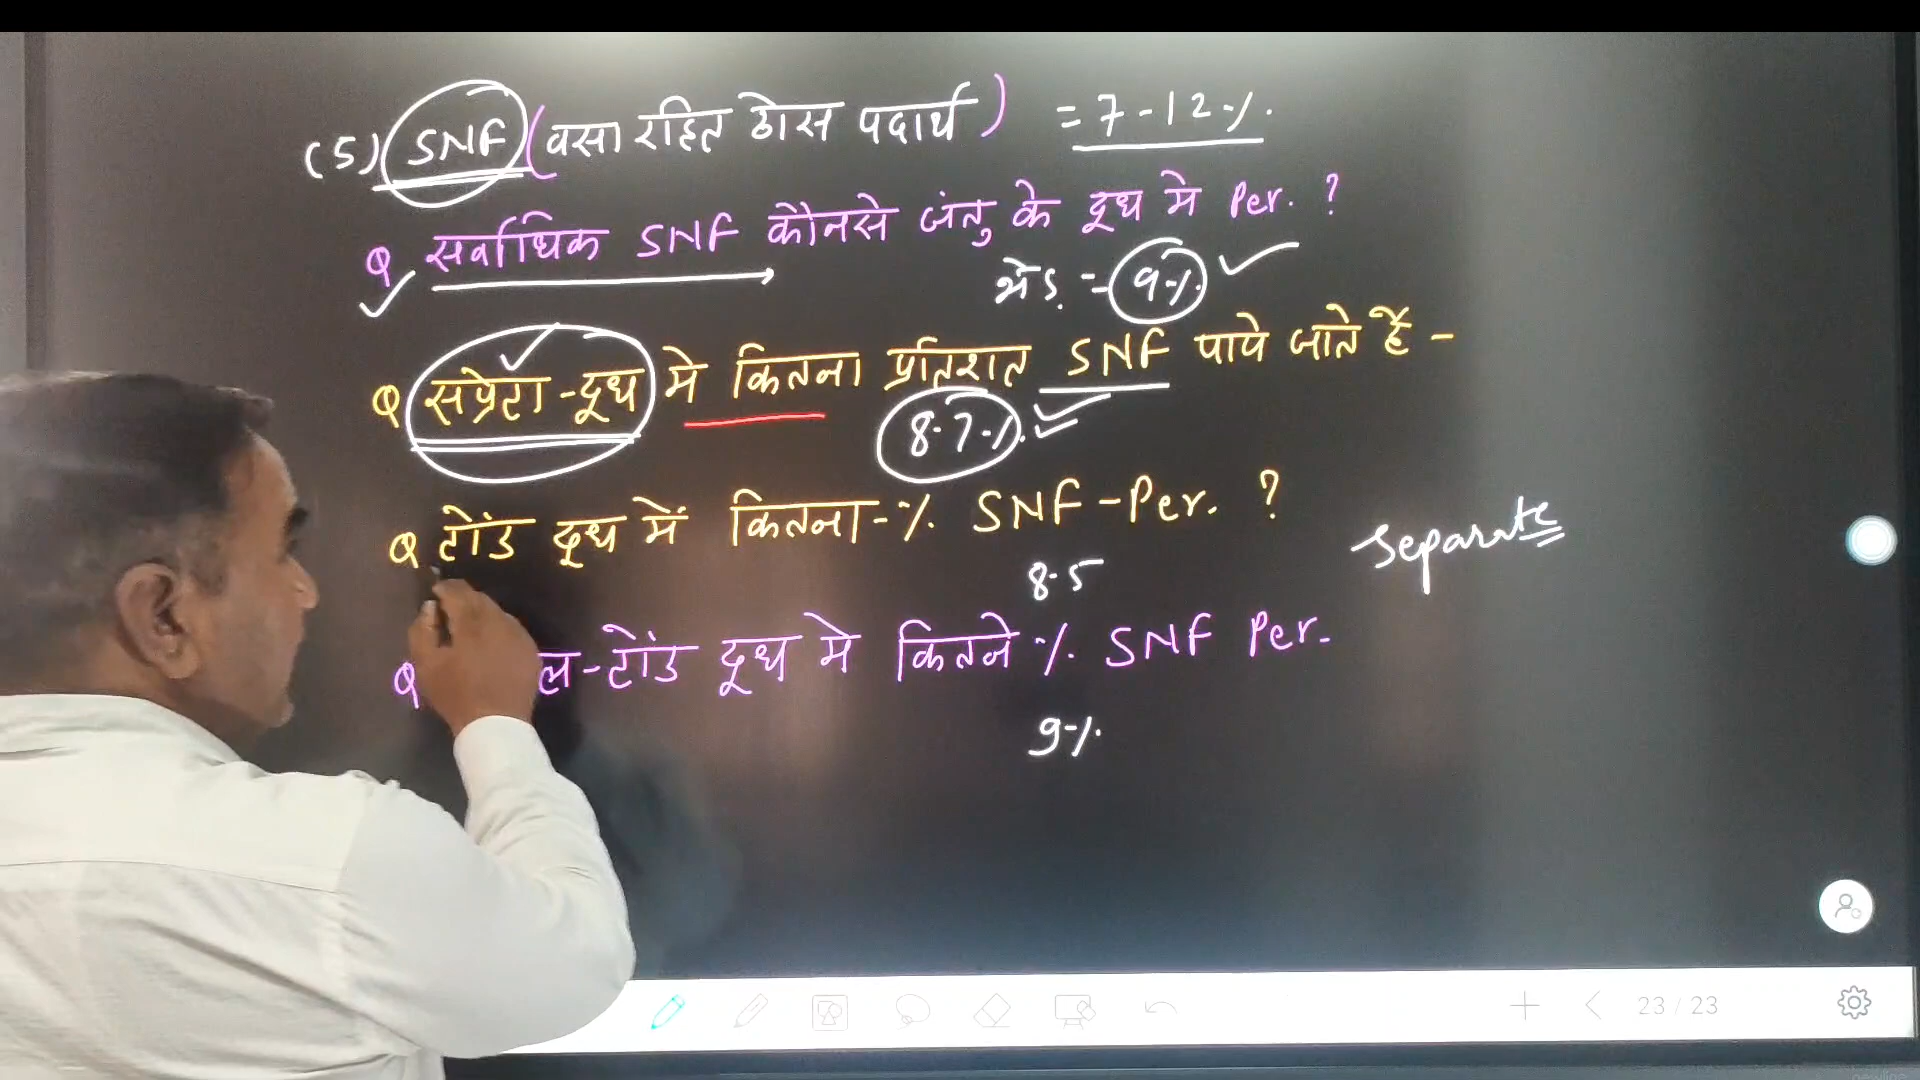 (5) SNF (वसा रहित ठोस पदार्थ) = 7-12%.
Q सर्वाधिक SNF कौनसे जंतु के दूध मे Per. ?
भेड़ = 9%.
Q सप्रेटा-दूध मे कितना प्रतिशत SNF पाये जाते हैं -
8.7%.
Q टोंड दूध में कितना-% SNF-Per. ?
Separate
8.5
Q ल-टोंड दूध मे कितने % SNF Per.
9%.
23 / 23